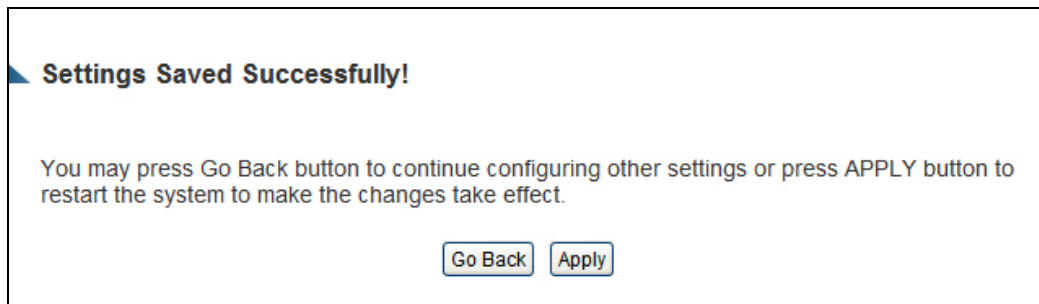 Settings Saved Successfully!
You may press Go Back button to continue configuring other settings or press APPLY button to
restart the system to make the changes take effect.
Go Back Apply